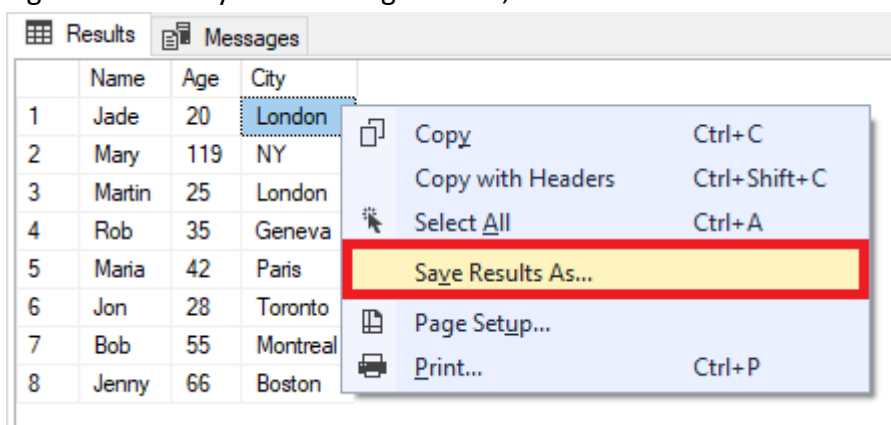 Results Messages
Name Age City
1 Jade 20 London
2 Mary 119 NY
3 Martin 25 London
4 Rob 35 Geneva
5 Maria 42 Paris
6 Jon 28 Toronto
7 Bob 55 Montreal
8 Jenny 66 Boston
Copy Ctrl+C
Copy with Headers Ctrl+Shift+C
Select All Ctrl+A
Save Results As...
Page Setup...
Print... Ctrl+P